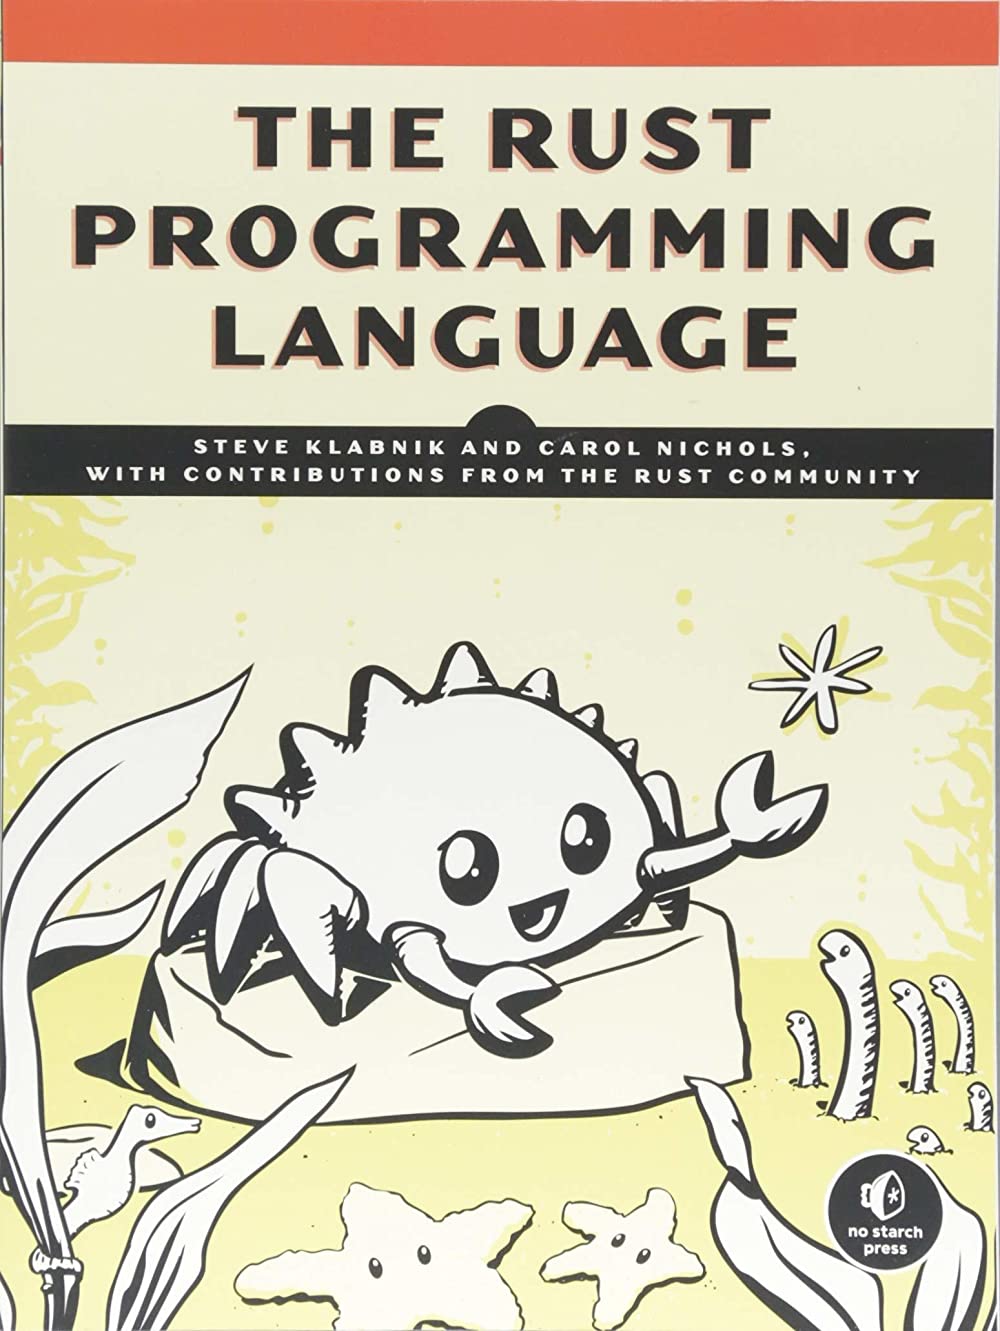 THE RUST
PROGRAMMING
LANGUAGE
STEVE KLABNIK AND CAROL NICHOLS,
WITH CONTRIBUTIONS FROM THE RUST COMMUNITY
no starch
press